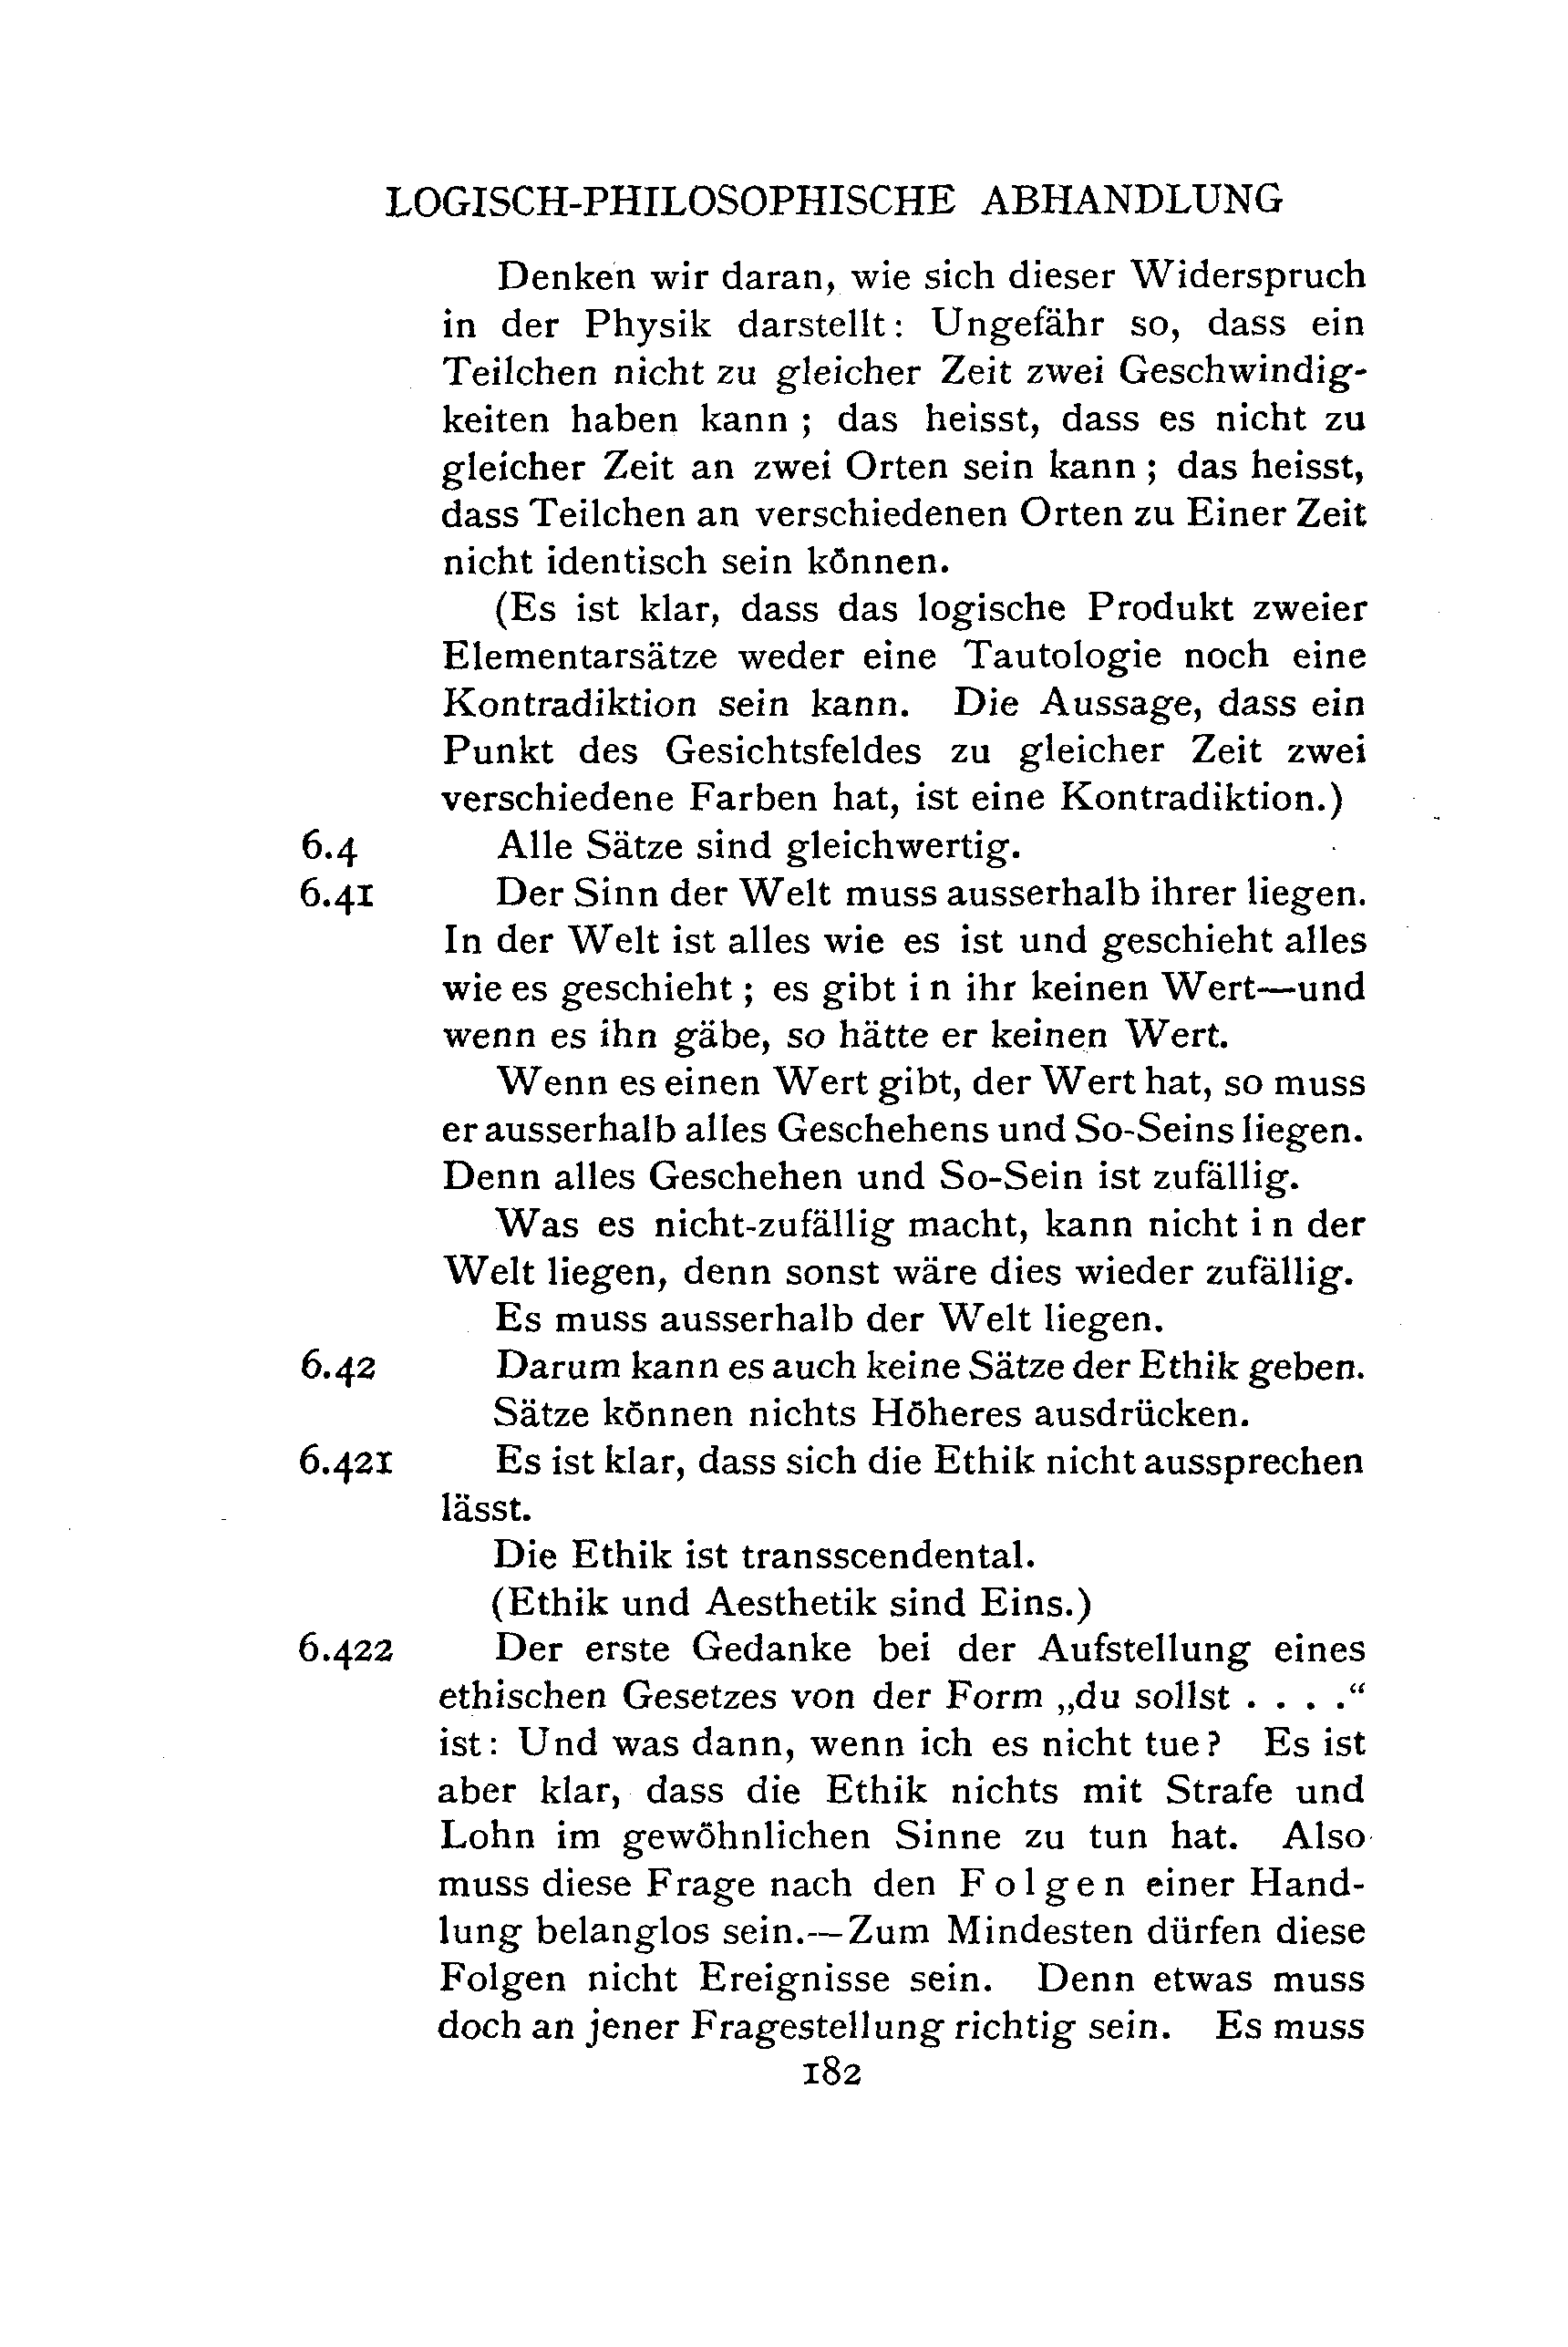 LOGISCH-PHILOSOPHISCHE ABHANDLUNG
Denken wir daran, wie sich dieser Widerspruch
in der Physik darstellt: Ungefähr so, dass ein
Teilchen nicht zu gleicher Zeit zwei Geschwindig-
keiten haben kann; das heisst, dass es nicht zu
gleicher Zeit an zwei Orten sein kann; das heisst,
dass Teilchen an verschiedenen Orten zu Einer Zeit
nicht identisch sein können.
(Es ist klar, dass das logische Produkt zweier
Elementarsätze weder eine Tautologie noch eine
Kontradiktion sein kann. Die Aussage, dass ein
Punkt des Gesichtsfeldes zu gleicher Zeit zwei
verschiedene Farben hat, ist eine Kontradiktion.)
6.4 Alle Sätze sind gleichwertig.
6.41 Der Sinn der Welt muss ausserhalb ihrer liegen.
In der Welt ist alles wie es ist und geschieht alles
wie es geschieht; es gibt in ihr keinen Wert—und
wenn es ihn gäbe, so hätte er keinen Wert.
Wenn es einen Wert gibt, der Wert hat, so muss
er ausserhalb alles Geschehens und So-Seins liegen.
Denn alles Geschehen und So-Sein ist zufällig.
Was es nicht-zufällig macht, kann nicht in der
Welt liegen, denn sonst wäre dies wieder zufällig.
Es muss ausserhalb der Welt liegen.
6.42 Darum kann es auch keine Sätze der Ethik geben.
Sätze können nichts Höheres ausdrücken.
6.421 Es ist klar, dass sich die Ethik nicht aussprechen
lässt.
Die Ethik ist transscendental.
(Ethik und Aesthetik sind Eins.)
6.422 Der erste Gedanke bei der Aufstellung eines
ethischen Gesetzes von der Form „du sollst . . . .“
ist: Und was dann, wenn ich es nicht tue? Es ist
aber klar, dass die Ethik nichts mit Strafe und
Lohn im gewöhnlichen Sinne zu tun hat. Also
muss diese Frage nach den Folgen einer Hand-
lung belanglos sein.—Zum Mindesten dürfen diese
Folgen nicht Ereignisse sein. Denn etwas muss
doch an jener Fragestellung richtig sein. Es muss
182